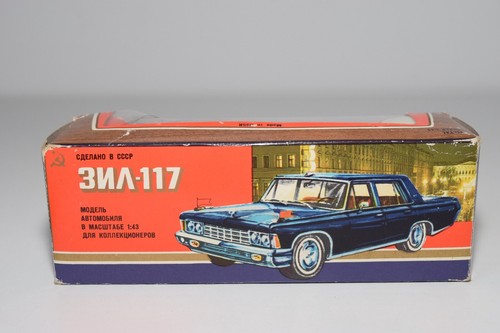 СДЕЛАНО В СССР
ЗИЛ-117
МОДЕЛЬ
АВТОМОБИЛЯ
В МАСШТАБЕ 1:43
ДЛЯ КОЛЛЕКЦИОНЕРОВ